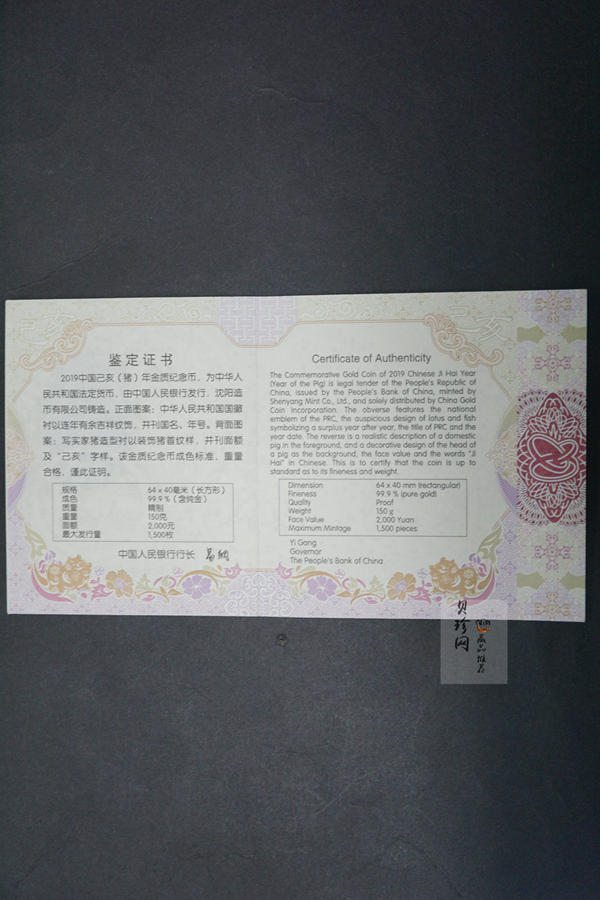 己亥
己亥
鉴定证书
2019中国己亥（猪）年金质纪念币，为中华人
民共和国法定货币，由中国人民银行发行，沈阳造
币有限公司铸造。正面图案：中华人民共和国国徽
衬以连年有余吉祥纹饰，并刊国名、年号。背面图
案：写实家猪造型衬以装饰猪首纹样，并刊面额
及“己亥”字样。该金质纪念币成色标准，重量
合格，谨此证明。
规格 64×40毫米（长方形）
成色 99.9％（含纯金）
质量 精制
重量 150克
面额 2,000元
最大发行量 1,500枚
中国人民银行行长 易纲
Certificate of Authenticity
The Commemorative Gold Coin of 2019 Chinese Ji Hai Year
(Year of the Pig) is legal tender of the People's Republic of
China, issued by the People's Bank of China, minted by
Shenyang Mint Co., Ltd., and solely distributed by China Gold
Coin Incorporation. The obverse features the national
emblem of the PRC, the auspicious design of lotus and fish
symbolizing a surplus year after year, the title of PRC and the
year date. The reverse is a realistic description of a domestic
pig in the foreground, and a decorative design of the head of
a pig as the background, the face value and the words "Ji
Hai" in Chinese. This is to certify that the coin is up to
standard as to its fineness and weight.
Dimension 64 x 40 mm (rectangular)
Fineness 99.9 % (pure gold)
Quality Proof
Weight 150 g
Face Value 2,000 Yuan
Maximum Mintage 1,500 pieces
Yi Gang
Governor
The People's Bank of China
贝珍网
藏品推荐